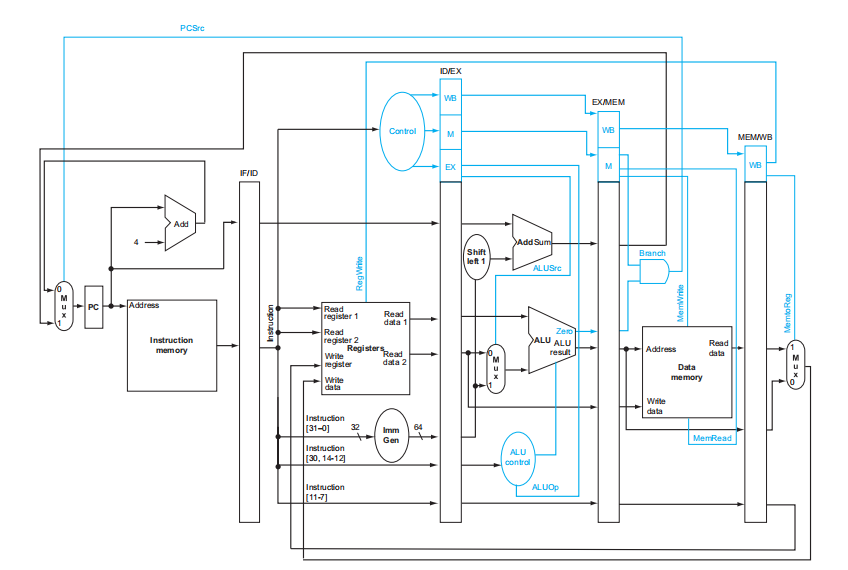 PCSrc
ID/EX
WB
EX/MEM
Control
M
WB
MEM/WB
EX
M
WB
IF/ID
Add
4
Add Sum
Shift
left 1
Branch
ALUSrc
RegWrite
MemWrite
MemtoReg
0
M
u
x
1
PC
Address
Instruction
memory
Instruction
Read
register 1
Read
data 1
Read
register 2
Registers
Write
register
Read
data 2
Write
data
0
M
u
x
1
Zero
ALU
ALU
result
Address
Read
data
Data
memory
Write
data
1
M
u
x
0
MemRead
Instruction
[31–0]
32
Imm
Gen
64
Instruction
[30, 14-12]
ALU
control
Instruction
[11-7]
ALUOp